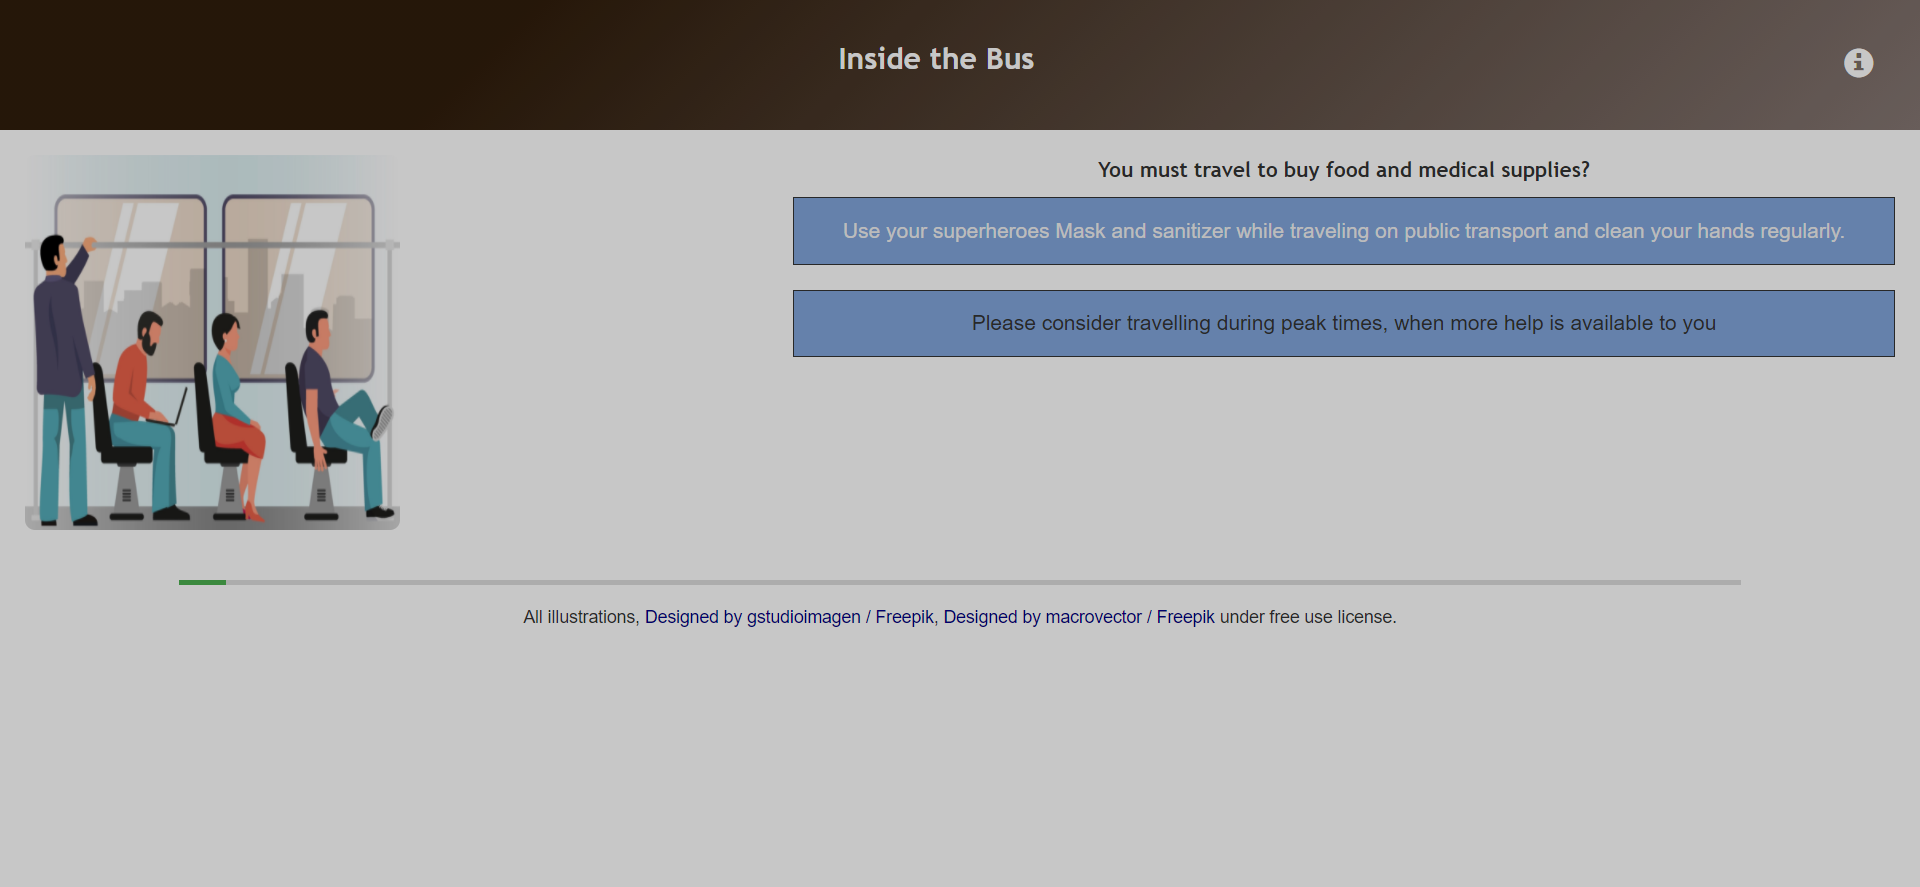 Inside the Bus
You must travel to buy food and medical supplies?
Use your superheroes Mask and sanitizer while traveling on public transport and clean your hands regularly.
Please consider travelling during peak times, when more help is available to you
All illustrations, Designed by gstudioimagen / Freepik, Designed by macrovector / Freepik under free use license.